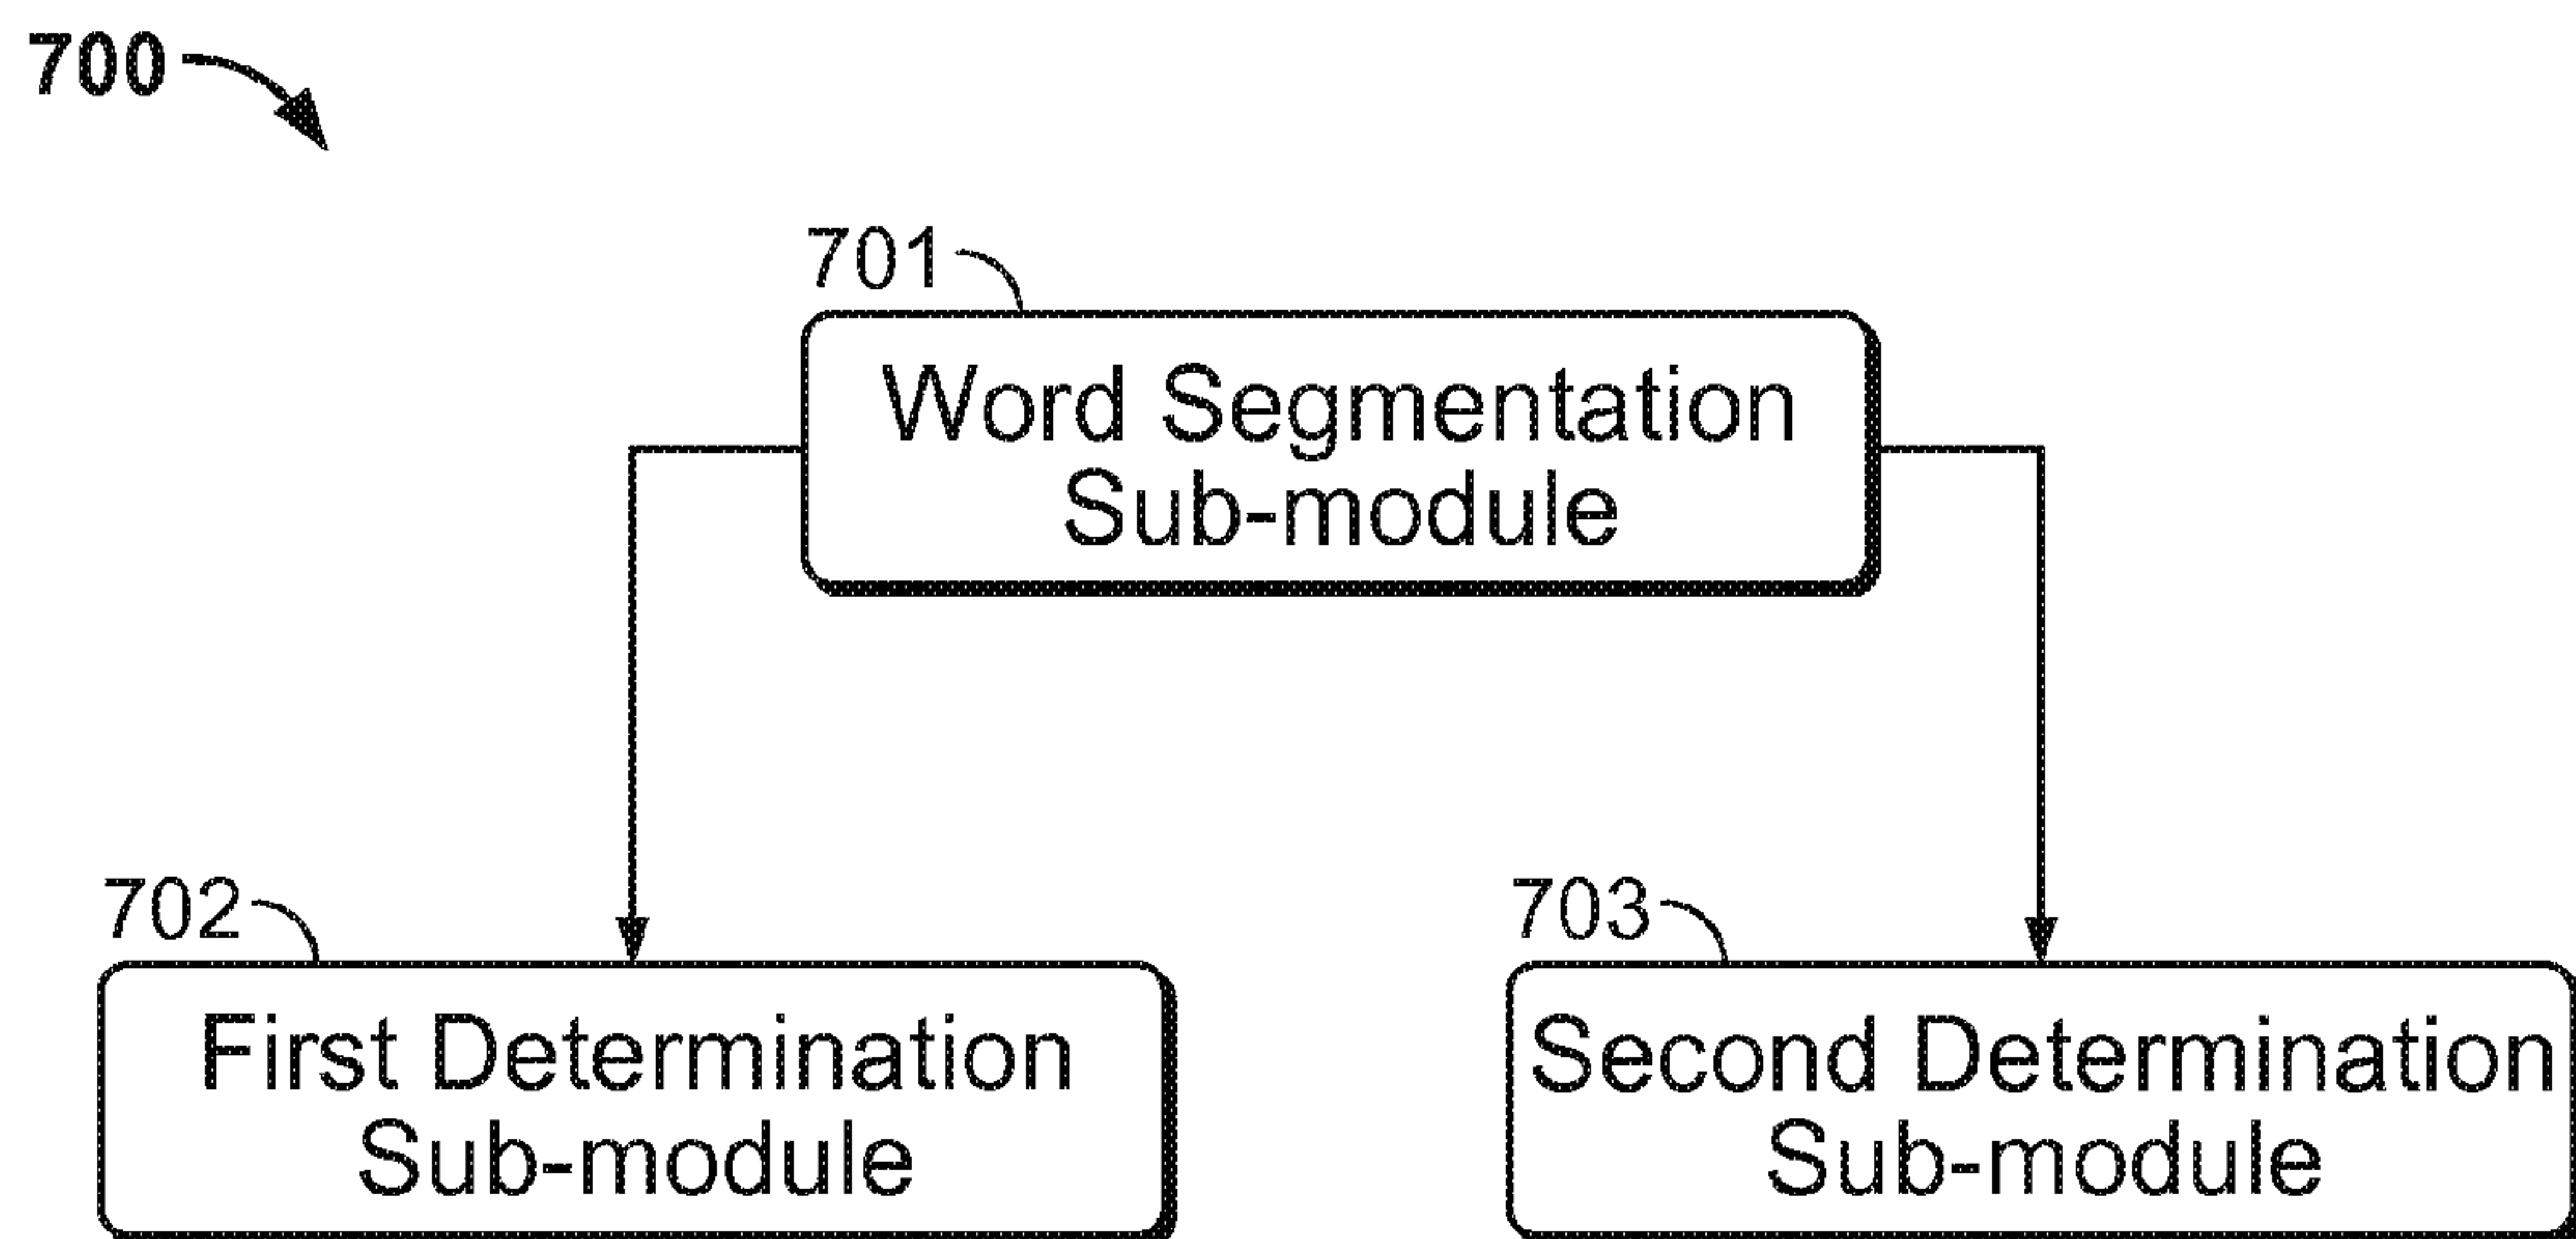 700
701
Word Segmentation
Sub-module
702
First Determination
Sub-module
703
Second Determination
Sub-module